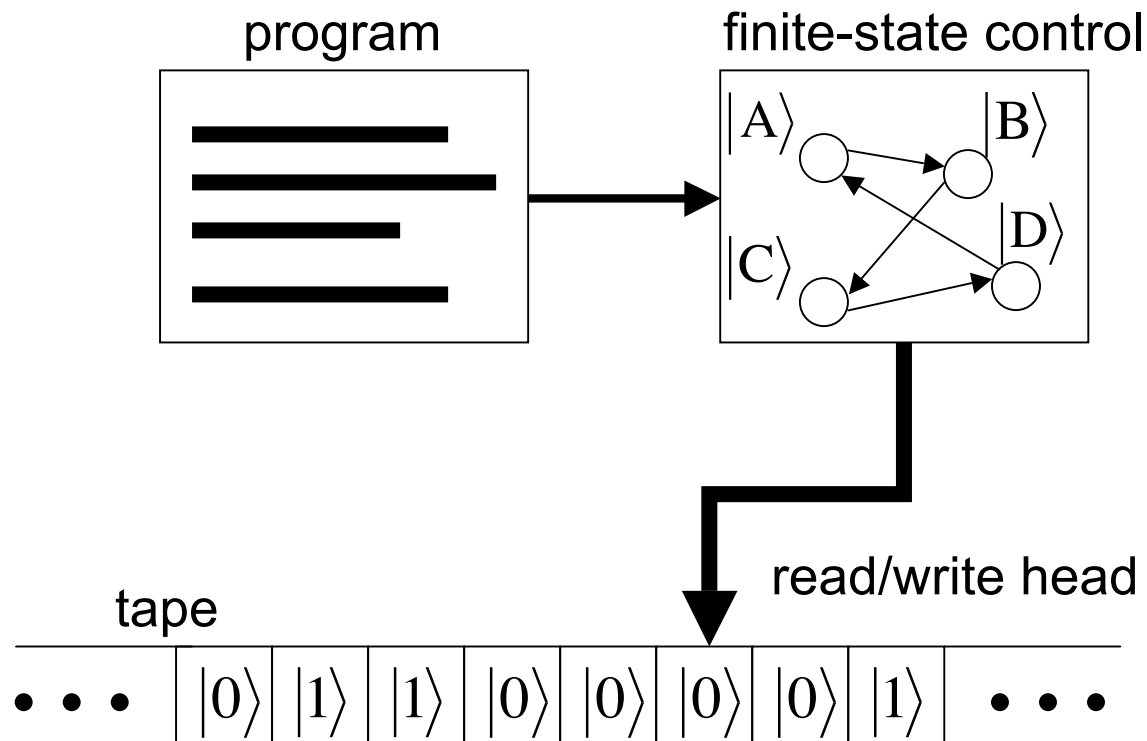 program
finite-state control
|A⟩
|B⟩
|C⟩
|D⟩
read/write head
tape
|0⟩ |1⟩ |1⟩ |0⟩ |0⟩ |0⟩ |0⟩ |1⟩